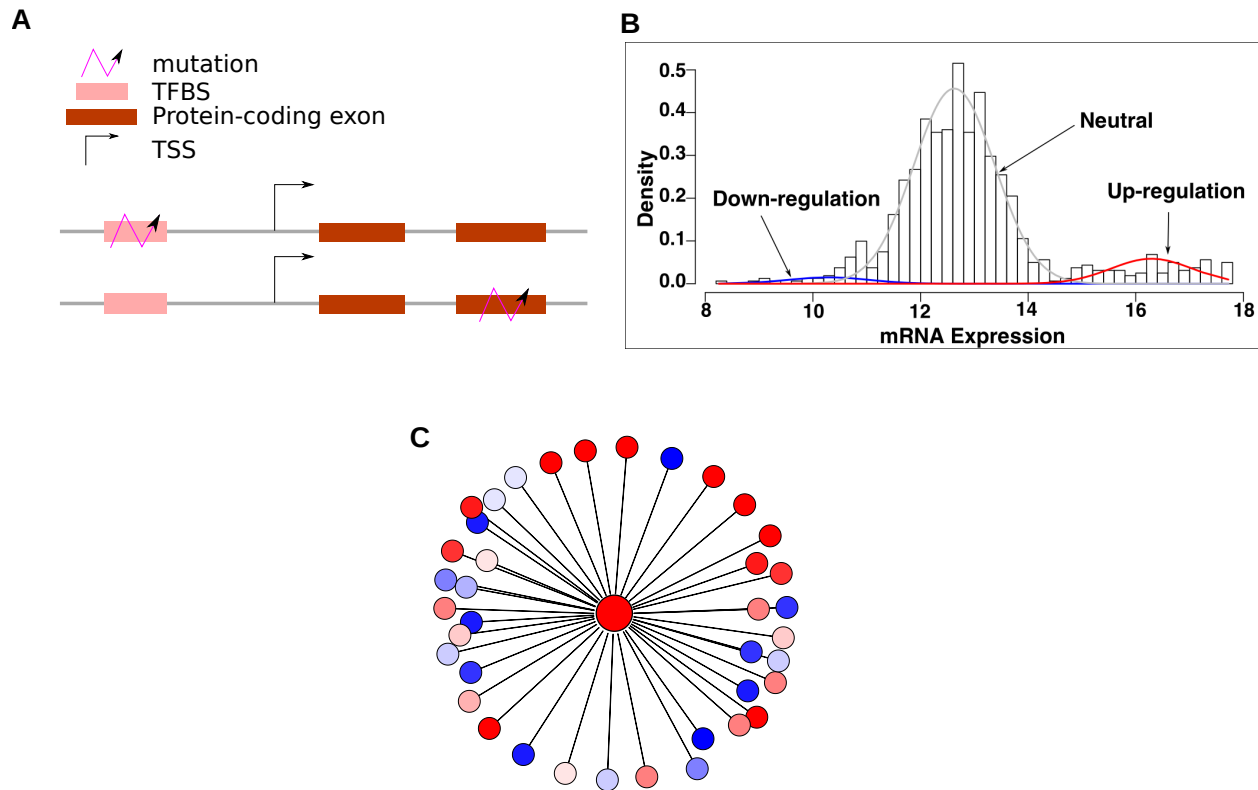 A
mutation
TFBS
Protein-coding exon
TSS
B
0.5
0.4
0.3
0.2
0.1
0.0
Density
Down-regulation
Neutral
Up-regulation
8 10 12 14 16 18
mRNA Expression
C